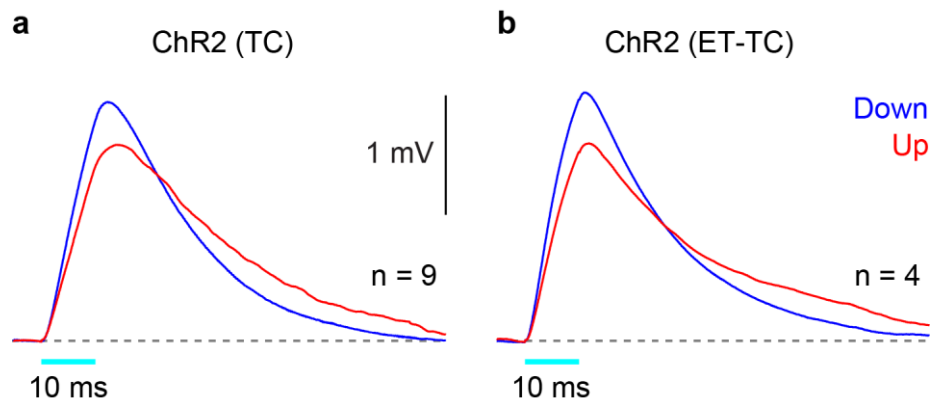 a
ChR2 (TC)
1 mV
n = 9
10 ms
b
ChR2 (ET-TC)
Down
Up
n = 4
10 ms